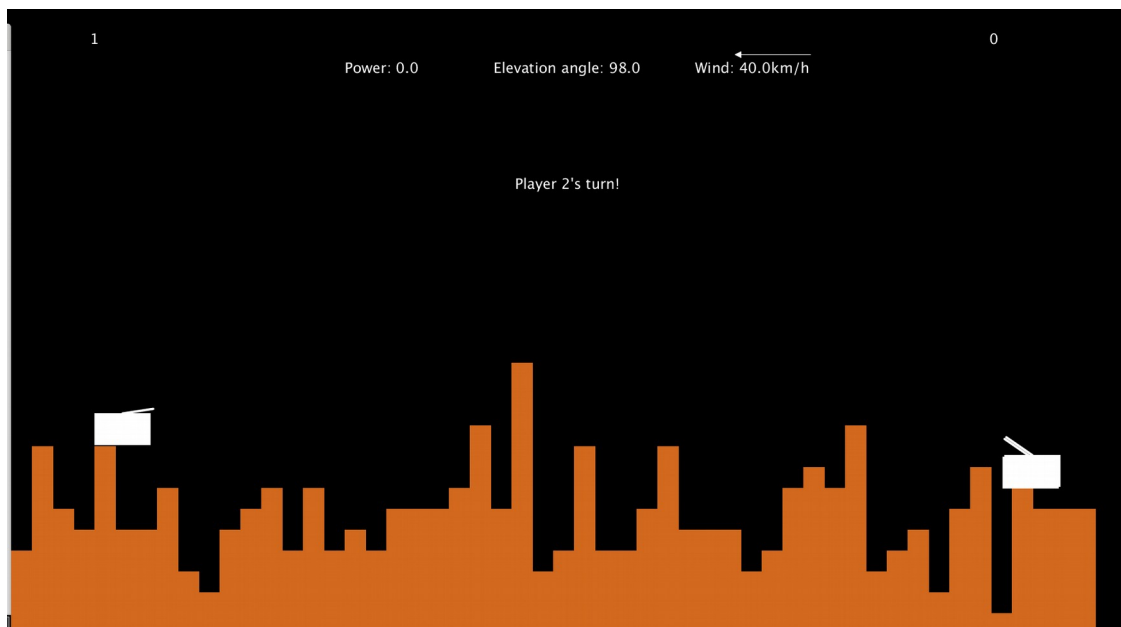 1
0
Power: 0.0
Elevation angle: 98.0
Wind: 40.0km/h
Player 2's turn!